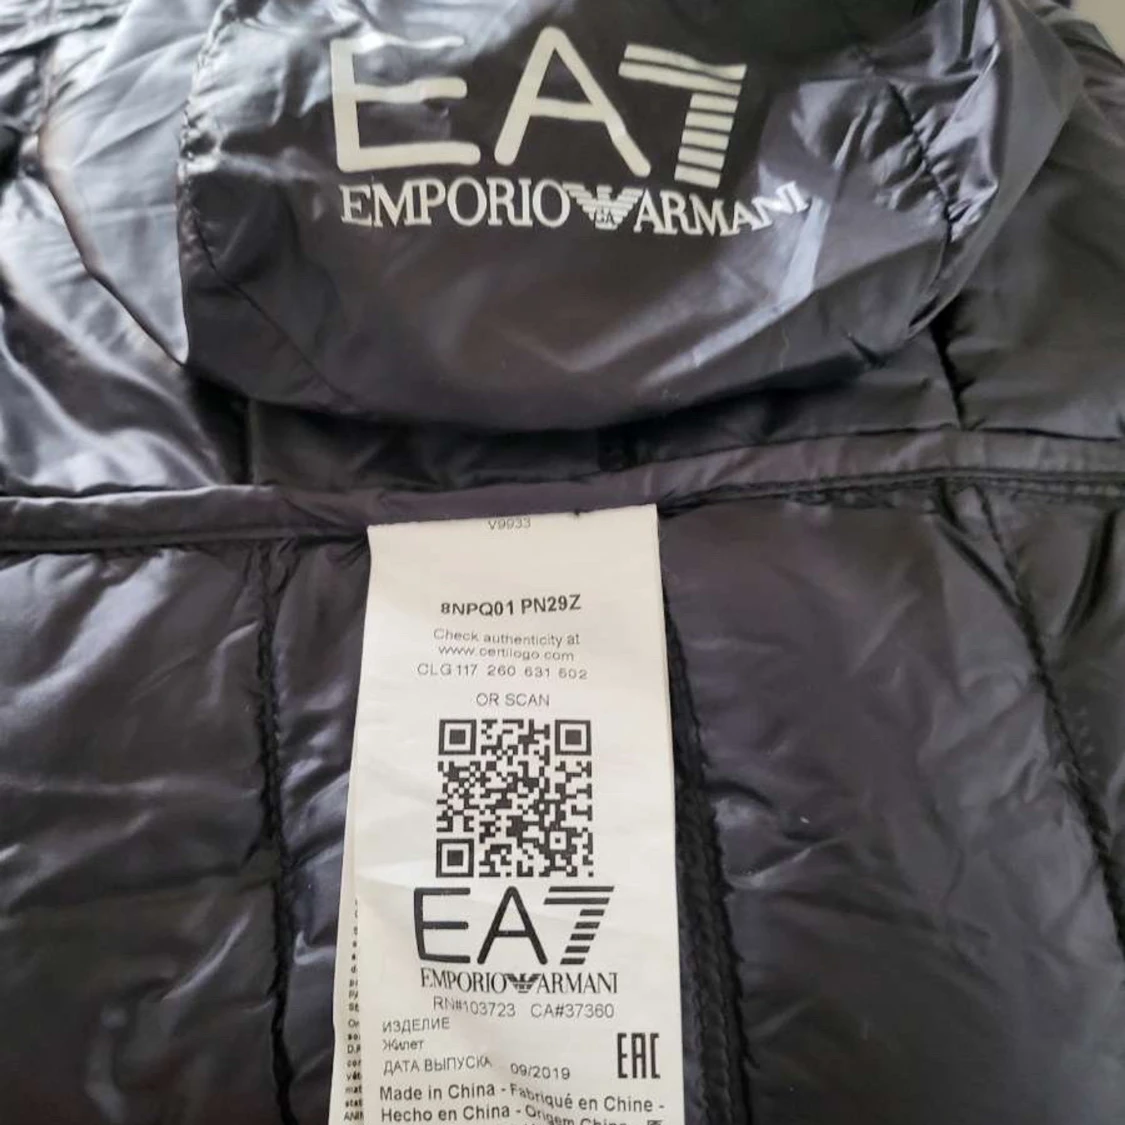 EA7
EMPORIO ARMANI
V9933
8NPQ01 PN29Z
Check authenticity at
www.certilogo.com
CLG 117 260 631 602
OR SCAN
EA7
EMPORIO ARMANI
RN#103723 CA#37360
ИЗДЕЛИЕ
Жилет
ДАТА ВЫПУСКА 09/2019
EAC
Made in China - Fabriqué en Chine -
Hecho en China - Origem China